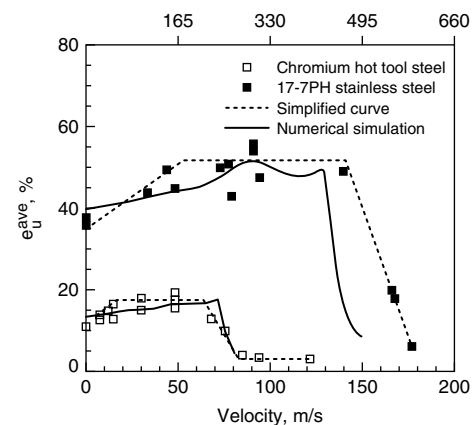 165 330 495 660
80
60
40
20
0
e_u^ave, %
□ Chromium hot tool steel
■ 17-7PH stainless steel
Simplified curve
Numerical simulation
0 50 100 150 200
Velocity, m/s